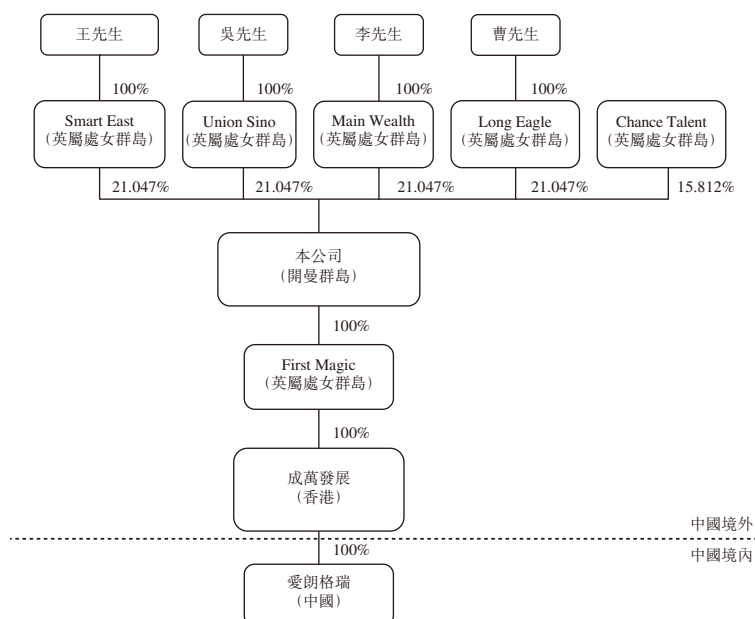 王先生
吳先生
李先生
曹先生
100%
100%
100%
100%
Smart East
(英屬處女群島)
Union Sino
(英屬處女群島)
Main Wealth
(英屬處女群島)
Long Eagle
(英屬處女群島)
Chance Talent
(英屬處女群島)
21.047%
21.047%
21.047%
21.047%
15.812%
本公司
(開曼群島)
100%
First Magic
(英屬處女群島)
100%
成萬發展
(香港)
中國境外
100%
中國境內
愛朗格瑞
(中國)